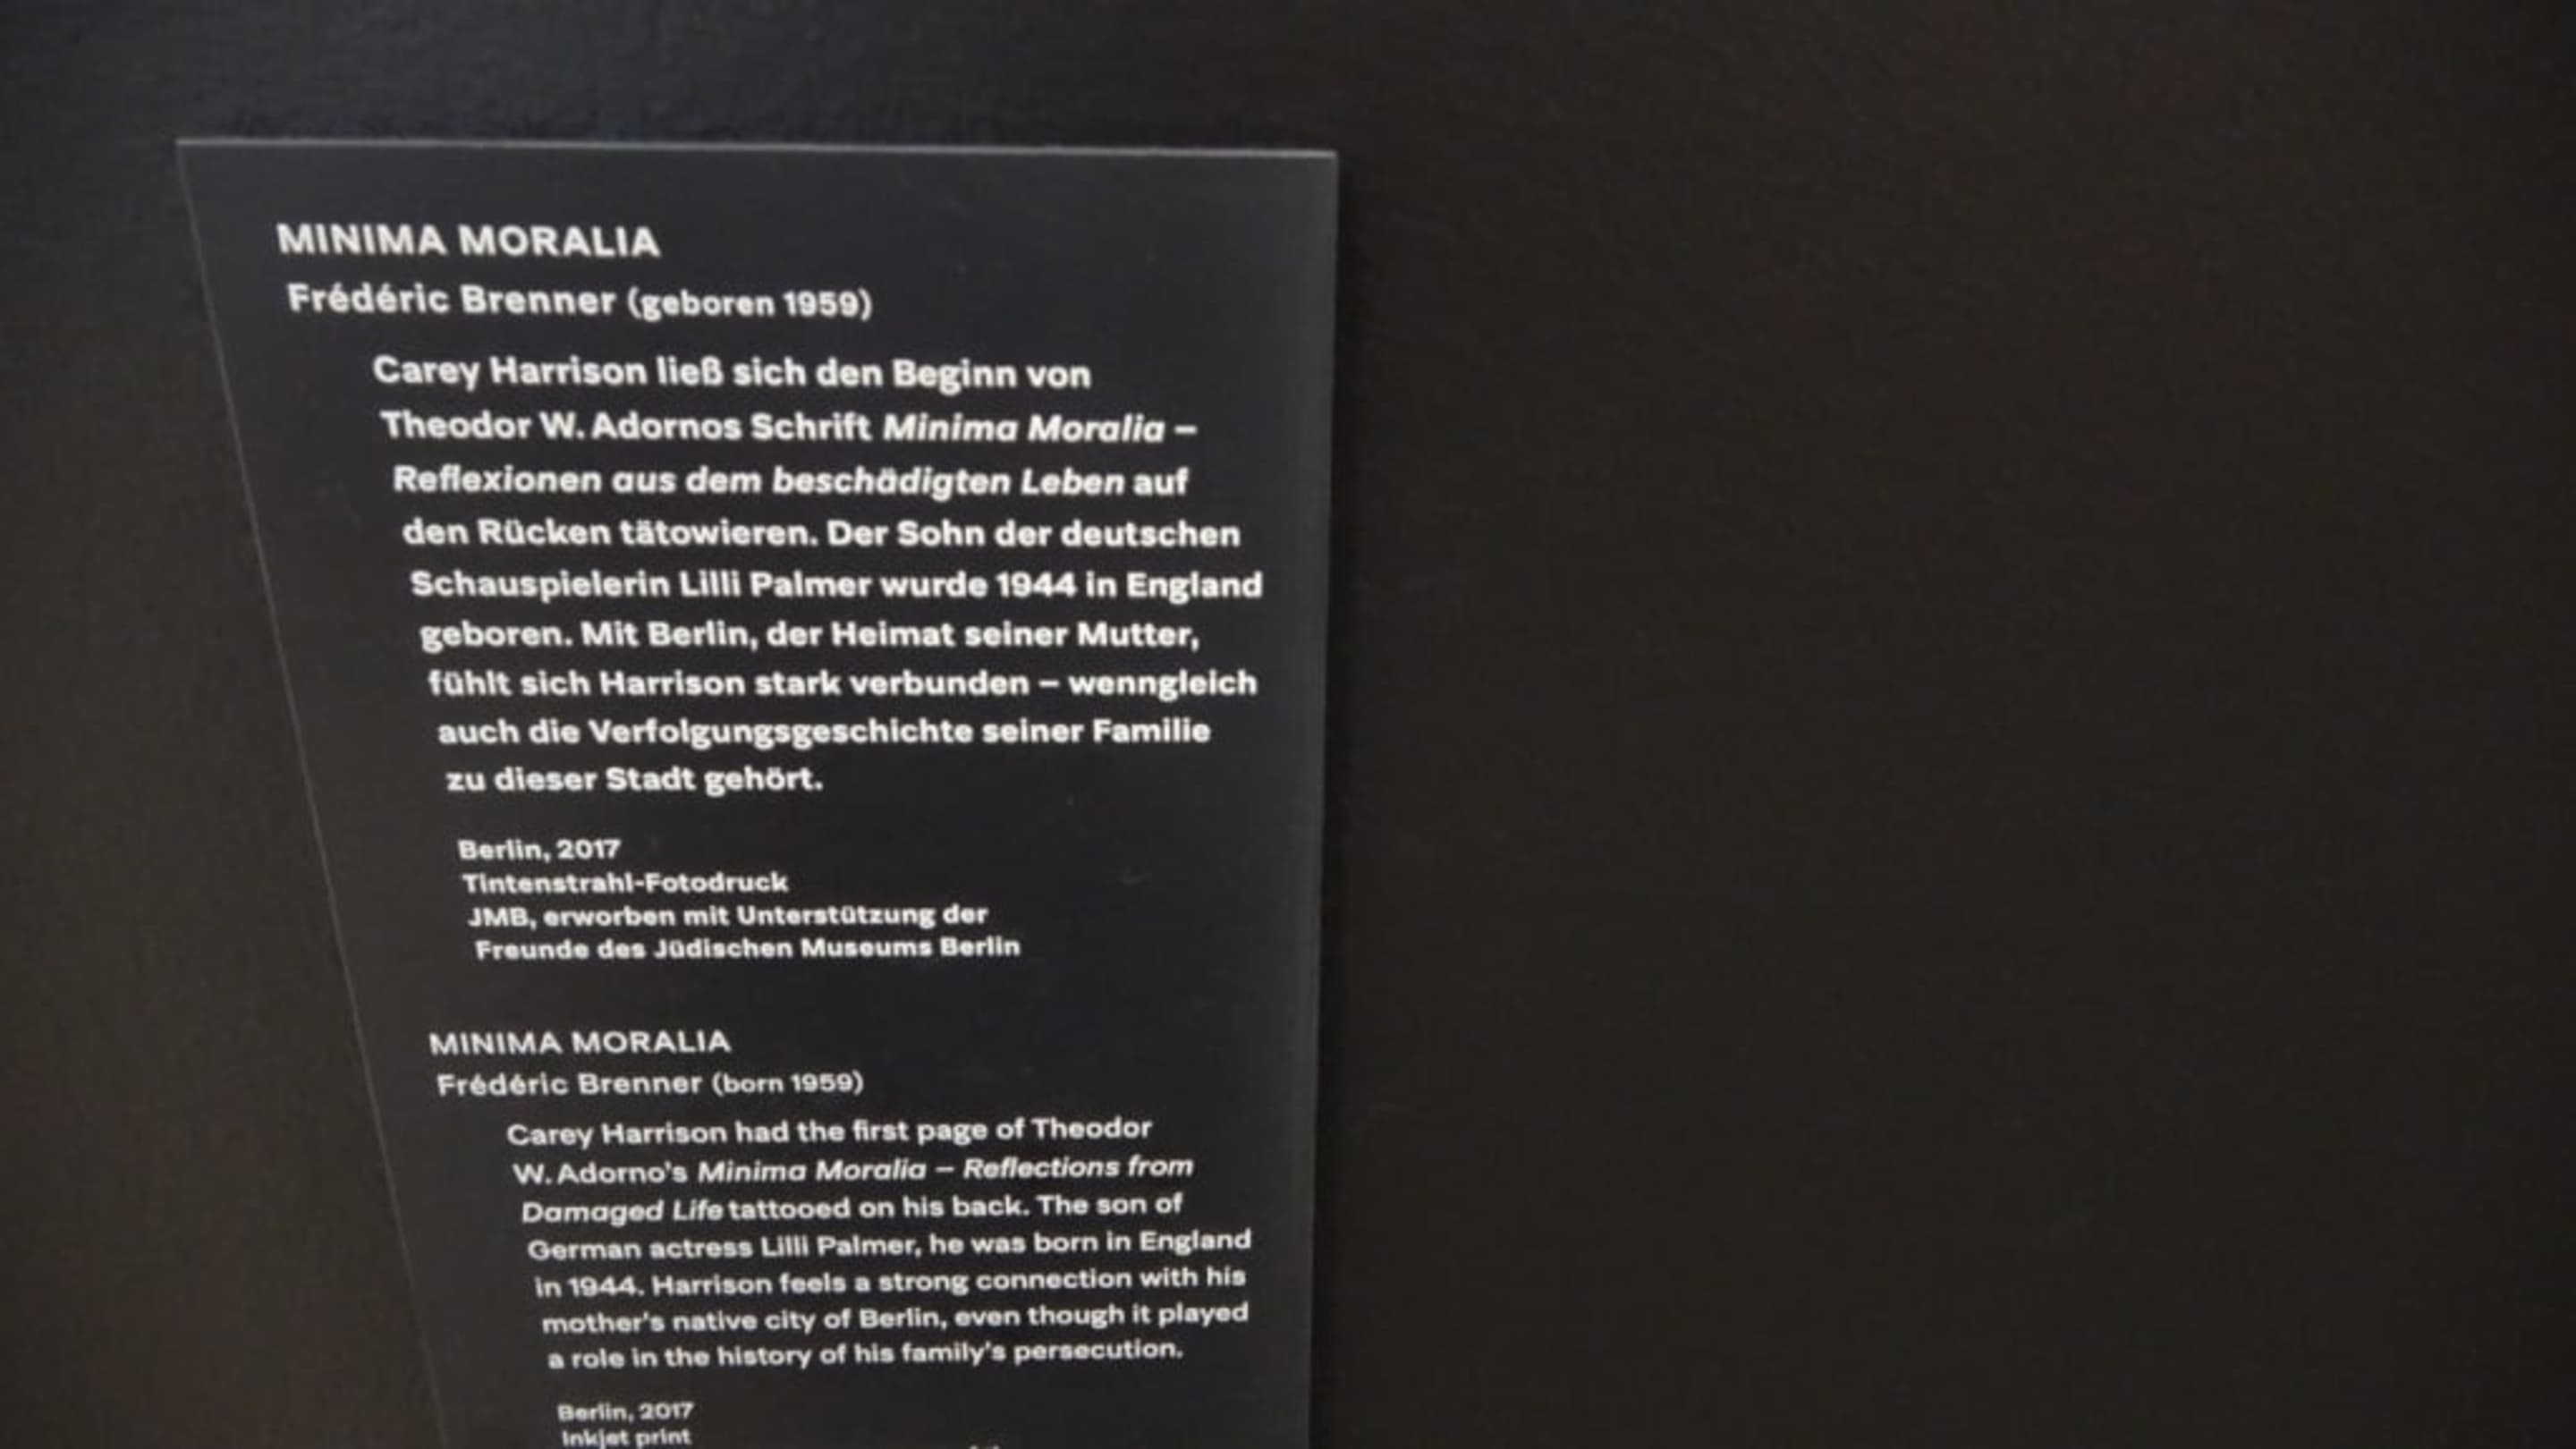 MINIMA MORALIA
Frédéric Brenner (geboren 1959)
Carey Harrison ließ sich den Beginn von
Theodor W. Adornos Schrift Minima Moralia –
Reflexionen aus dem beschädigten Leben auf
den Rücken tätowieren. Der Sohn der deutschen
Schauspielerin Lilli Palmer wurde 1944 in England
geboren. Mit Berlin, der Heimat seiner Mutter,
fühlt sich Harrison stark verbunden – wenngleich
auch die Verfolgungsgeschichte seiner Familie
zu dieser Stadt gehört.
Berlin, 2017
Tintenstrahl-Fotodruck
JMB, erworben mit Unterstützung der
Freunde des Jüdischen Museums Berlin
MINIMA MORALIA
Frédéric Brenner (born 1959)
Carey Harrison had the first page of Theodor
W. Adorno's Minima Moralia – Reflections from
Damaged Life tattooed on his back. The son of
German actress Lilli Palmer, he was born in England
in 1944. Harrison feels a strong connection with his
mother's native city of Berlin, even though it played
a role in the history of his family's persecution.
Berlin, 2017
Inkjet print